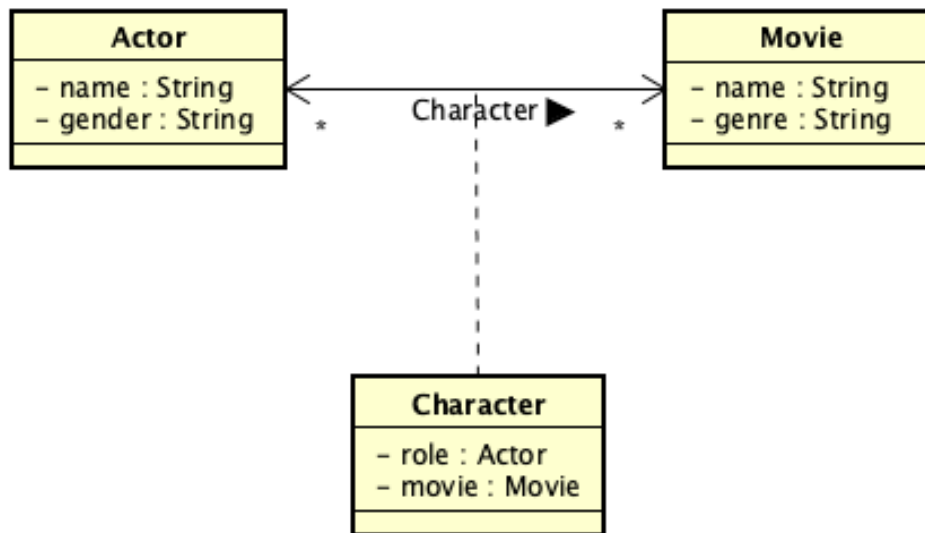 Actor
- name : String
- gender : String
Movie
- name : String
- genre : String
*
Character ▶
*
Character
- role : Actor
- movie : Movie